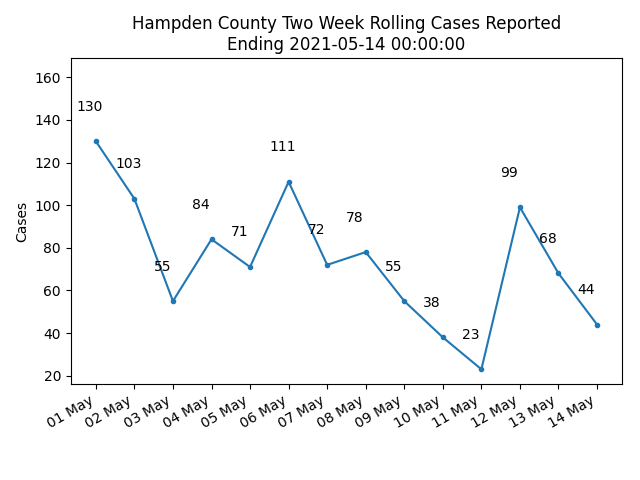 Hampden County Two Week Rolling Cases Reported
Ending 2021-05-14 00:00:00
160
140
120
100
80
60
40
20
Cases
130
103
55
84
71
111
72
78
55
38
23
99
68
44
01 May
02 May
03 May
04 May
05 May
06 May
07 May
08 May
09 May
10 May
11 May
12 May
13 May
14 May